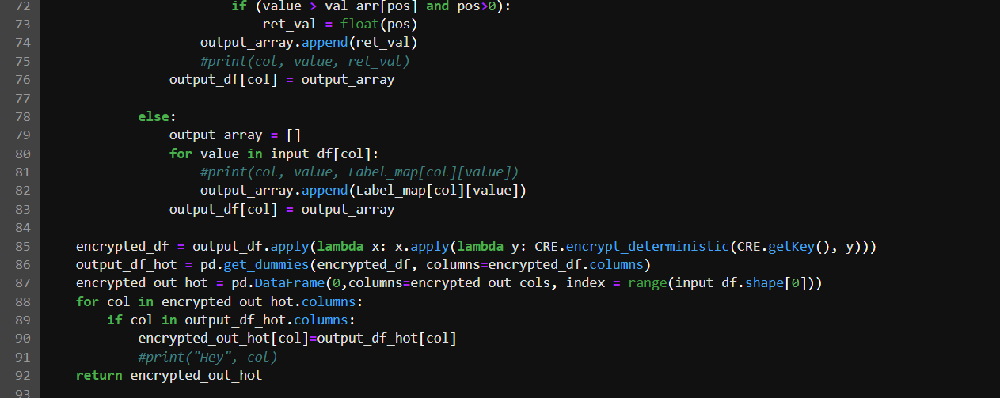 72 if (value > val_arr[pos] and pos>0):
73 ret_val = float(pos)
74 output_array.append(ret_val)
75 #print(col, value, ret_val)
76 output_df[col] = output_array
77
78 else:
79 output_array = []
80 for value in input_df[col]:
81 #print(col, value, Label_map[col][value])
82 output_array.append(Label_map[col][value])
83 output_df[col] = output_array
84
85 encrypted_df = output_df.apply(lambda x: x.apply(lambda y: CRE.encrypt_deterministic(CRE.getKey(), y)))
86 output_df_hot = pd.get_dummies(encrypted_df, columns=encrypted_df.columns)
87 encrypted_out_hot = pd.DataFrame(0,columns=encrypted_out_cols, index = range(input_df.shape[0]))
88 for col in encrypted_out_hot.columns:
89 if col in output_df_hot.columns:
90 encrypted_out_hot[col]=output_df_hot[col]
91 #print("Hey", col)
92 return encrypted_out_hot
93